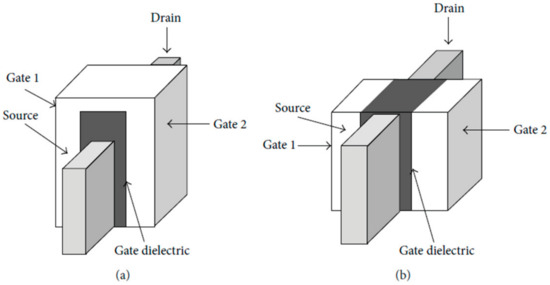 Drain
Gate 1
Source
Gate 2
Gate dielectric
(a)
Drain
Source
Gate 1
Gate 2
Gate dielectric
(b)